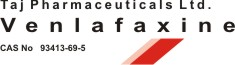 Taj Pharmaceuticals Ltd.
Venlafaxine
CAS No 93413-69-5